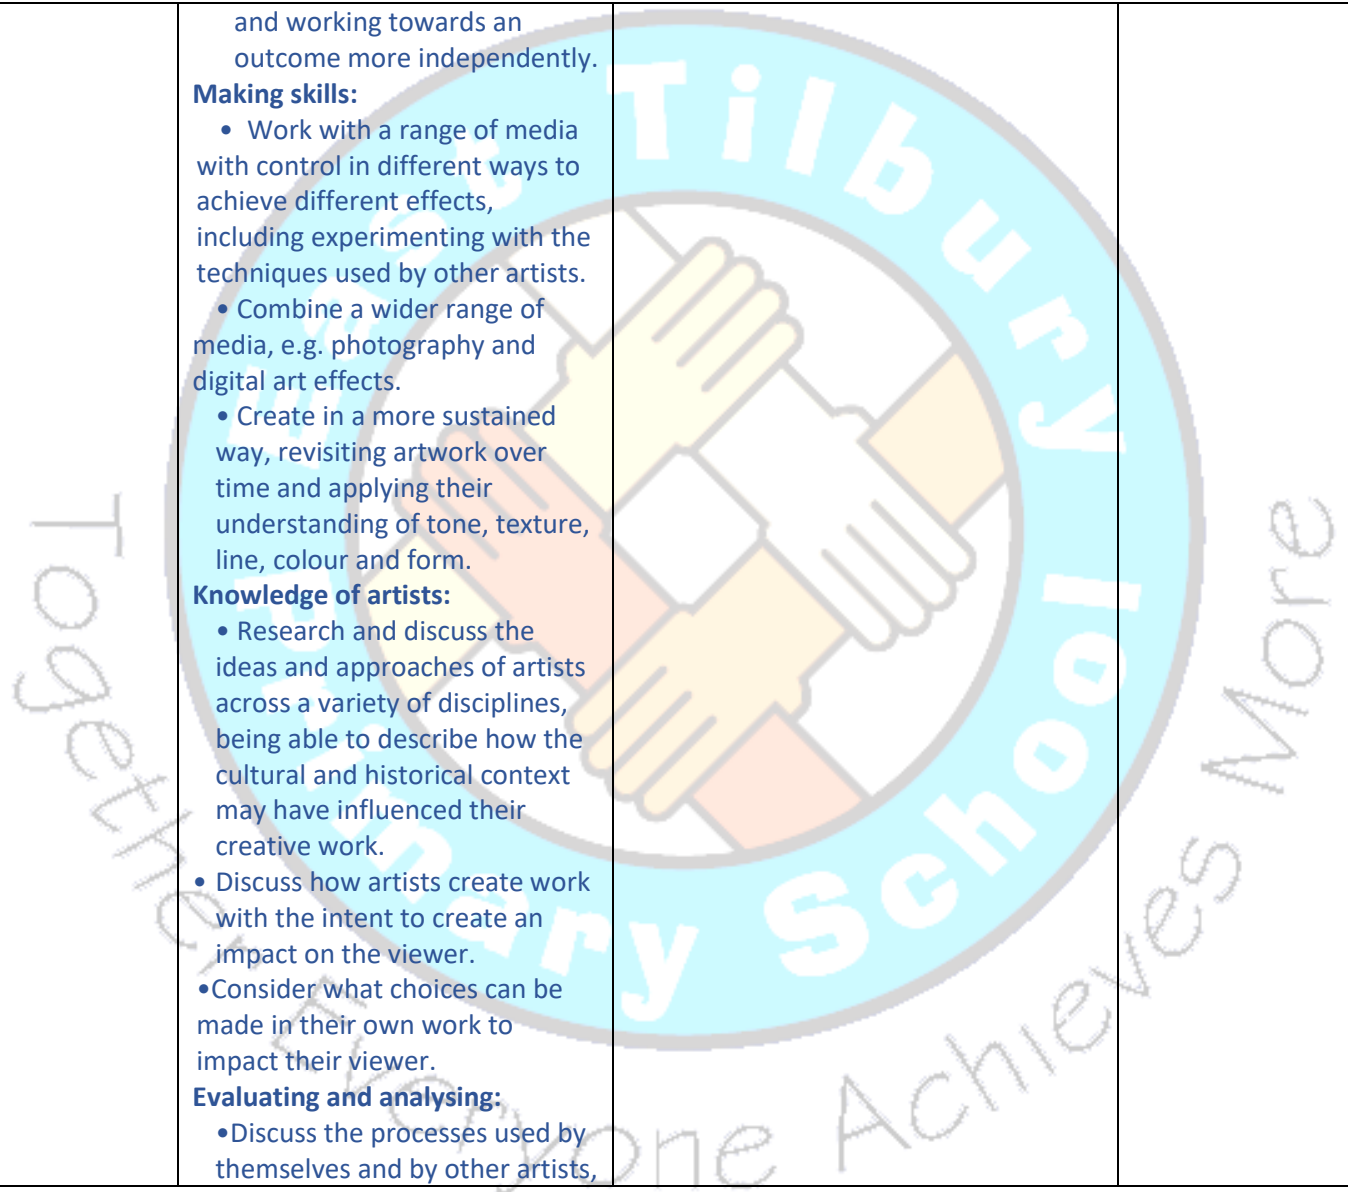 and working towards an
outcome more independently.
Making skills:
• Work with a range of media
with control in different ways to
achieve different effects,
including experimenting with the
techniques used by other artists.
• Combine a wider range of
media, e.g. photography and
digital art effects.
• Create in a more sustained
way, revisiting artwork over
time and applying their
understanding of tone, texture,
line, colour and form.
Knowledge of artists:
• Research and discuss the
ideas and approaches of artists
across a variety of disciplines,
being able to describe how the
cultural and historical context
may have influenced their
creative work.
• Discuss how artists create work
with the intent to create an
impact on the viewer.
•Consider what choices can be
made in their own work to
impact their viewer.
Evaluating and analysing:
•Discuss the processes used by
themselves and by other artists,
East Tilbury
Primary School
Together Everyone Achieves More